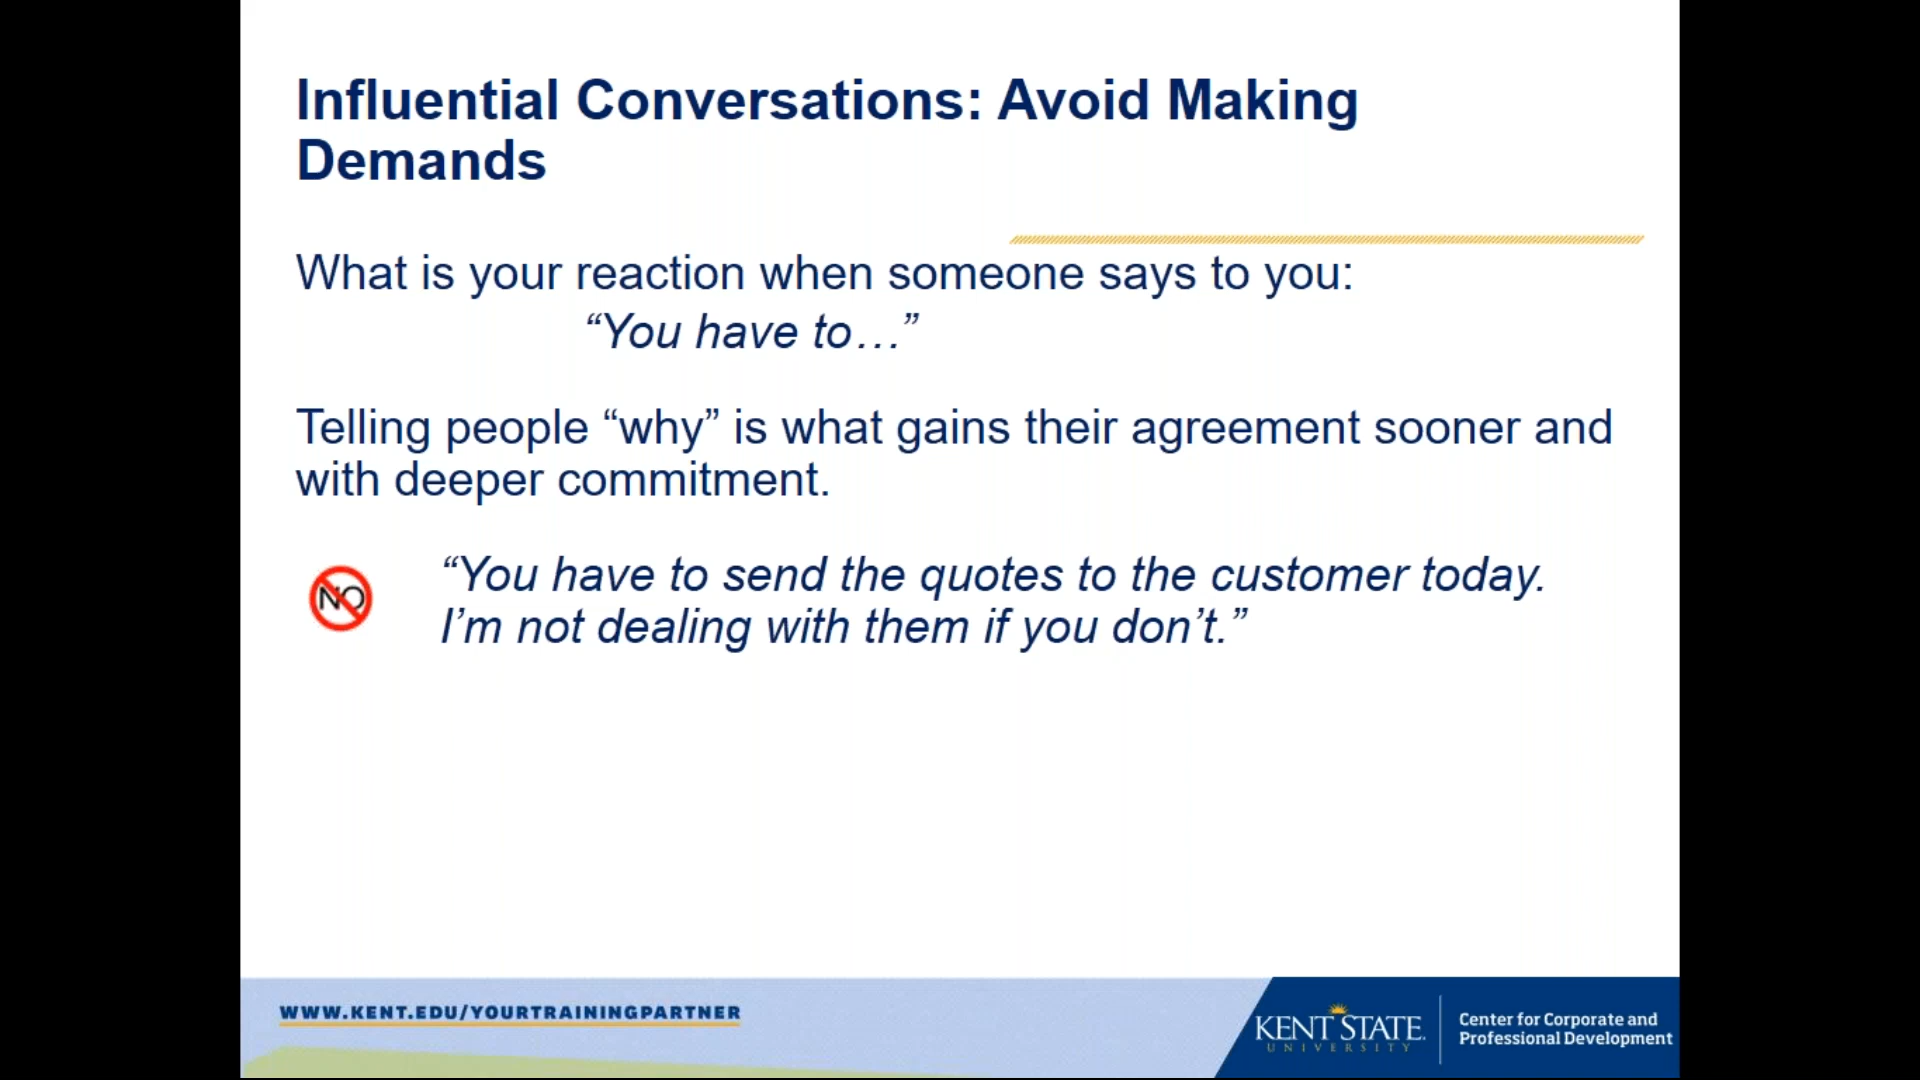 Influential Conversations: Avoid Making
Demands
What is your reaction when someone says to you:
“You have to…”
Telling people “why” is what gains their agreement sooner and
with deeper commitment.
NO
“You have to send the quotes to the customer today.
I’m not dealing with them if you don’t.”
WWW.KENT.EDU/YOURTRAININGPARTNER
KENT STATE
UNIVERSITY
Center for Corporate and
Professional Development